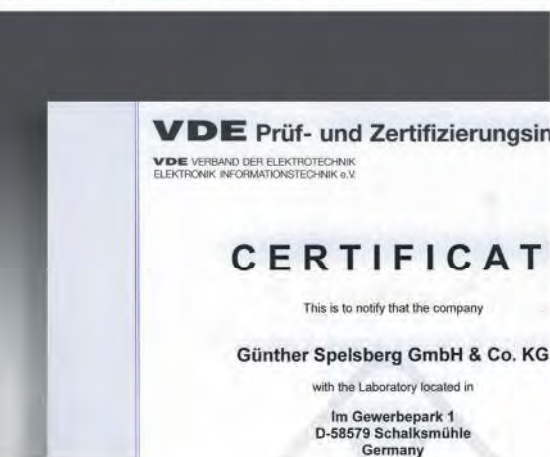 VDE Prüf- und Zertifizierungsin
VDE VERBAND DER ELEKTROTECHNIK
ELEKTRONIK INFORMATIONSTECHNIK e.V.
CERTIFICAT
This is to notify that the company
Günther Spelsberg GmbH & Co. KG
with the Laboratory located in
Im Gewerbepark 1
D-58579 Schalksmühle
Germany